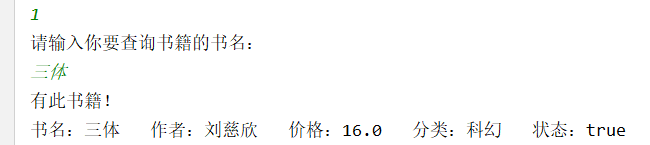 1
请输入你要查询书籍的书名：
三体
有此书籍！
书名：三体   作者：刘慈欣   价格：16.0   分类：科幻   状态：true